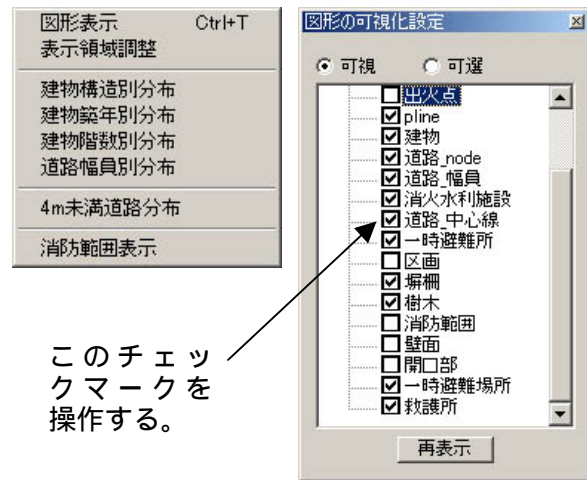 図形表示 Ctrl+T
表示領域調整
建物構造別分布
建物築年別分布
建物階数別分布
道路幅員別分布
4m未満道路分布
消防範囲表示
このチェッ
クマークを
操作する。
図形の可視化設定
可視 可選
出火点
pline
建物
道路_node
道路_幅員
消火水利施設
道路_中心線
一時避難所
区画
塀柵
樹木
消防範囲
壁面
開口部
一時避難場所
救護所
再表示